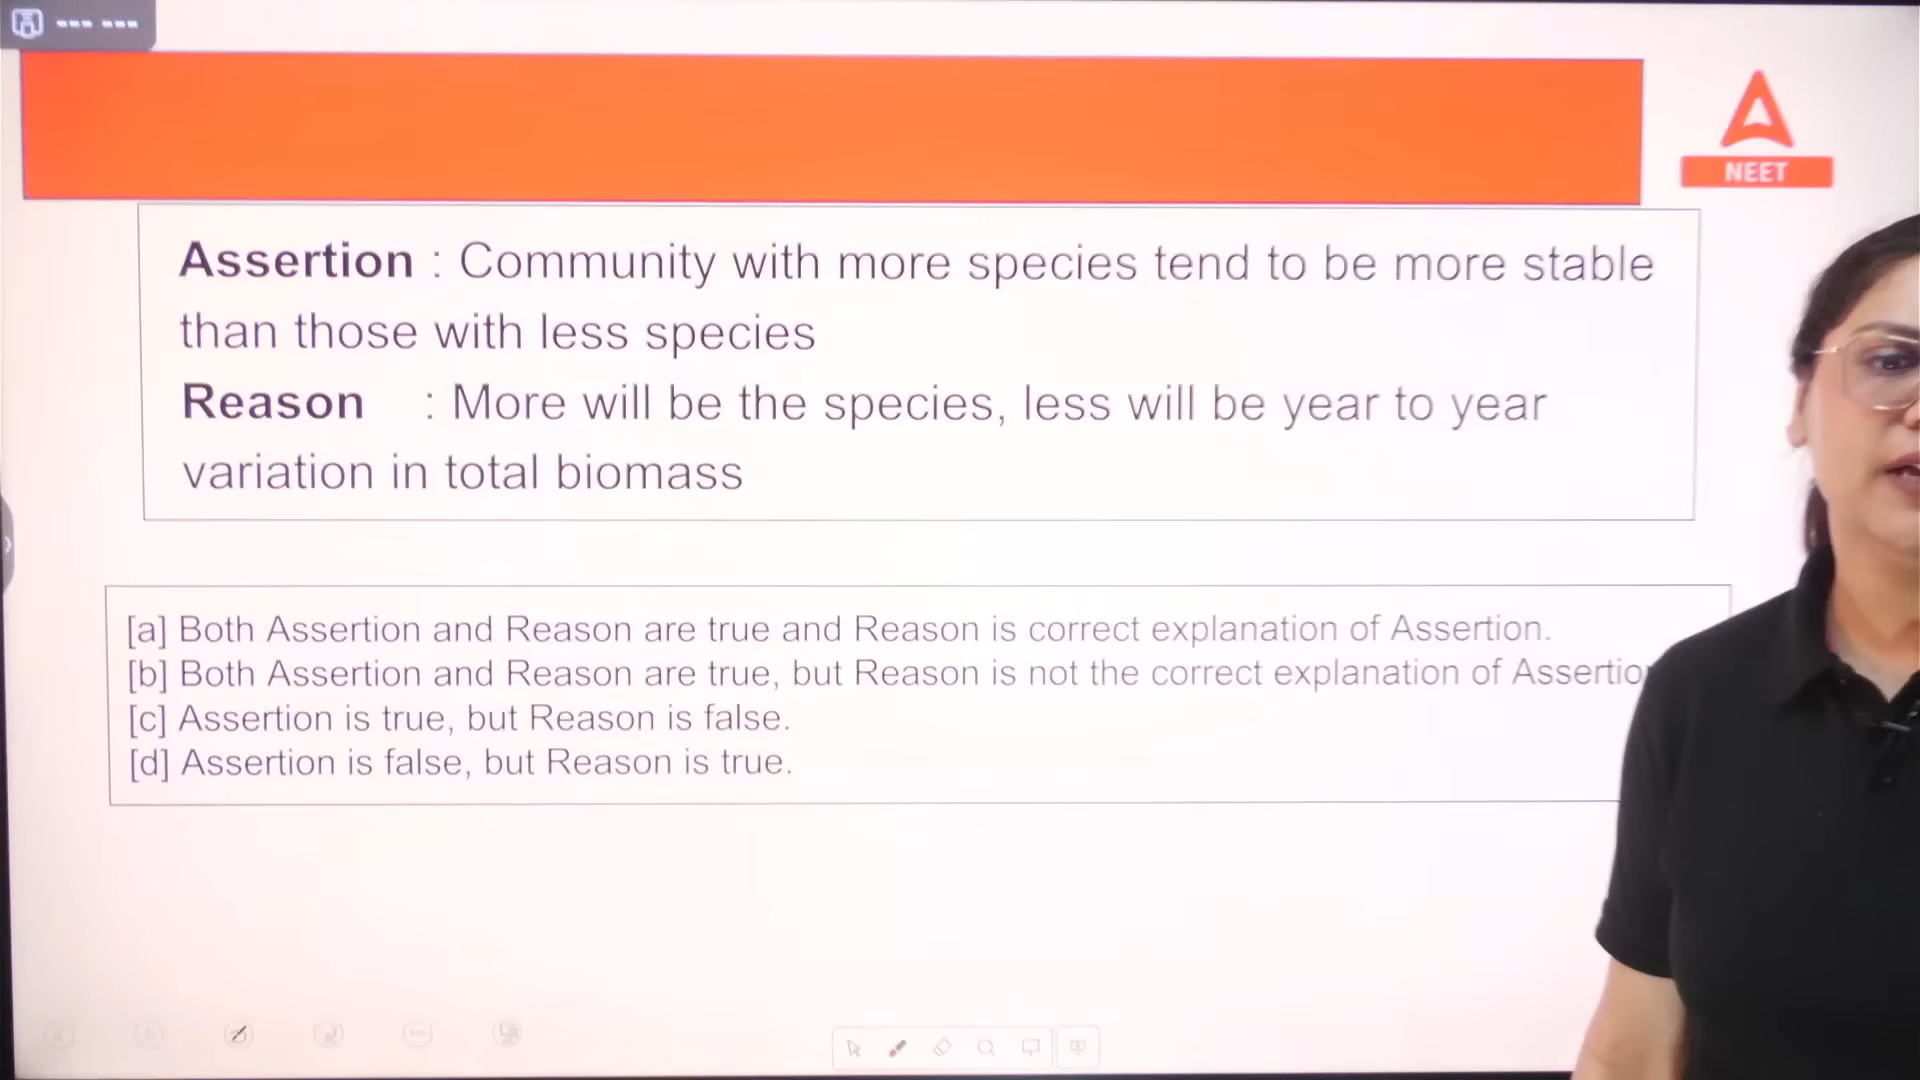 NEET
Assertion : Community with more species tend to be more stable
than those with less species
Reason : More will be the species, less will be year to year
variation in total biomass
[a] Both Assertion and Reason are true and Reason is correct explanation of Assertion.
[b] Both Assertion and Reason are true, but Reason is not the correct explanation of Assertio
[c] Assertion is true, but Reason is false.
[d] Assertion is false, but Reason is true.